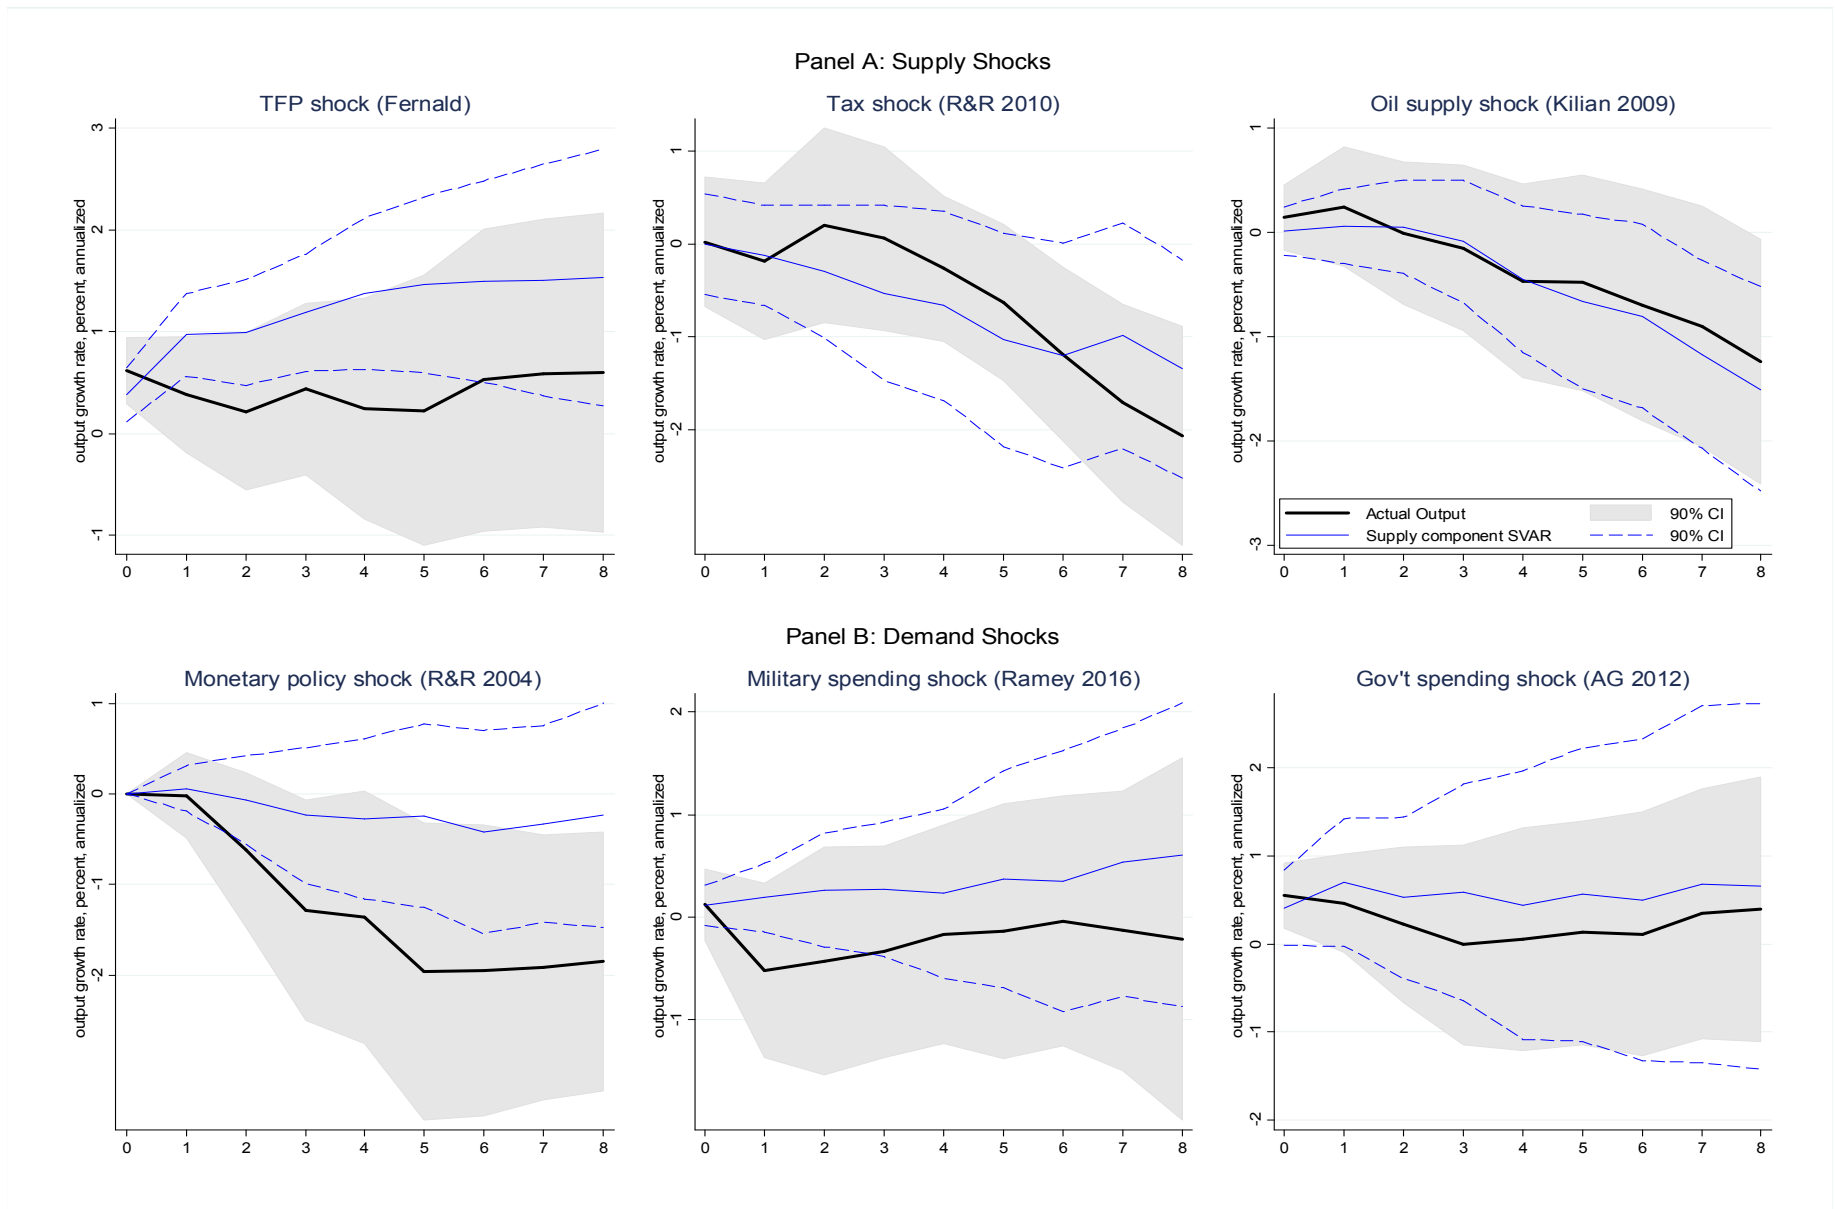 Panel A: Supply Shocks
TFP shock (Fernald)
output growth rate, percent, annualized
3
2
1
0
-1
0 1 2 3 4 5 6 7 8
Tax shock (R&R 2010)
output growth rate, percent, annualized
1
0
-1
-2
0 1 2 3 4 5 6 7 8
Oil supply shock (Kilian 2009)
output growth rate, percent, annualized
1
0
-1
-2
-3
Actual Output 90% CI
Supply component SVAR 90% CI
0 1 2 3 4 5 6 7 8
Panel B: Demand Shocks
Monetary policy shock (R&R 2004)
output growth rate, percent, annualized
1
0
-1
-2
0 1 2 3 4 5 6 7 8
Military spending shock (Ramey 2016)
output growth rate, percent, annualized
2
1
0
-1
0 1 2 3 4 5 6 7 8
Gov't spending shock (AG 2012)
output growth rate, percent, annualized
2
1
0
-1
-2
0 1 2 3 4 5 6 7 8